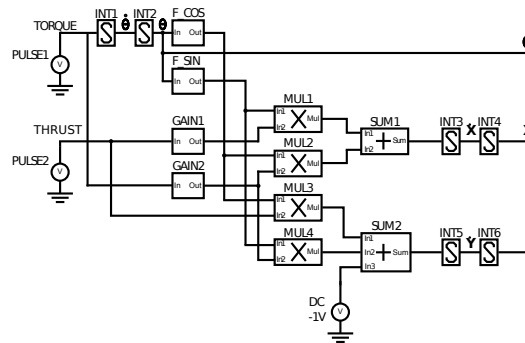 INT1 θ̇ INT2 θ F_COS
TORQUE
In Out
PULSE1
V
F_SIN
In Out
MUL1
In1
In2
Mul
SUM1
In1
In2
Sum
INT3 Ẋ INT4 X
THRUST
GAIN1
In Out
PULSE2
V
GAIN2
In Out
MUL2
In1
In2
Mul
MUL3
In1
In2
Mul
SUM2
In1
In2
In3
Sum
INT5 Ẏ INT6
MUL4
In1
In2
Mul
DC
-1V
V